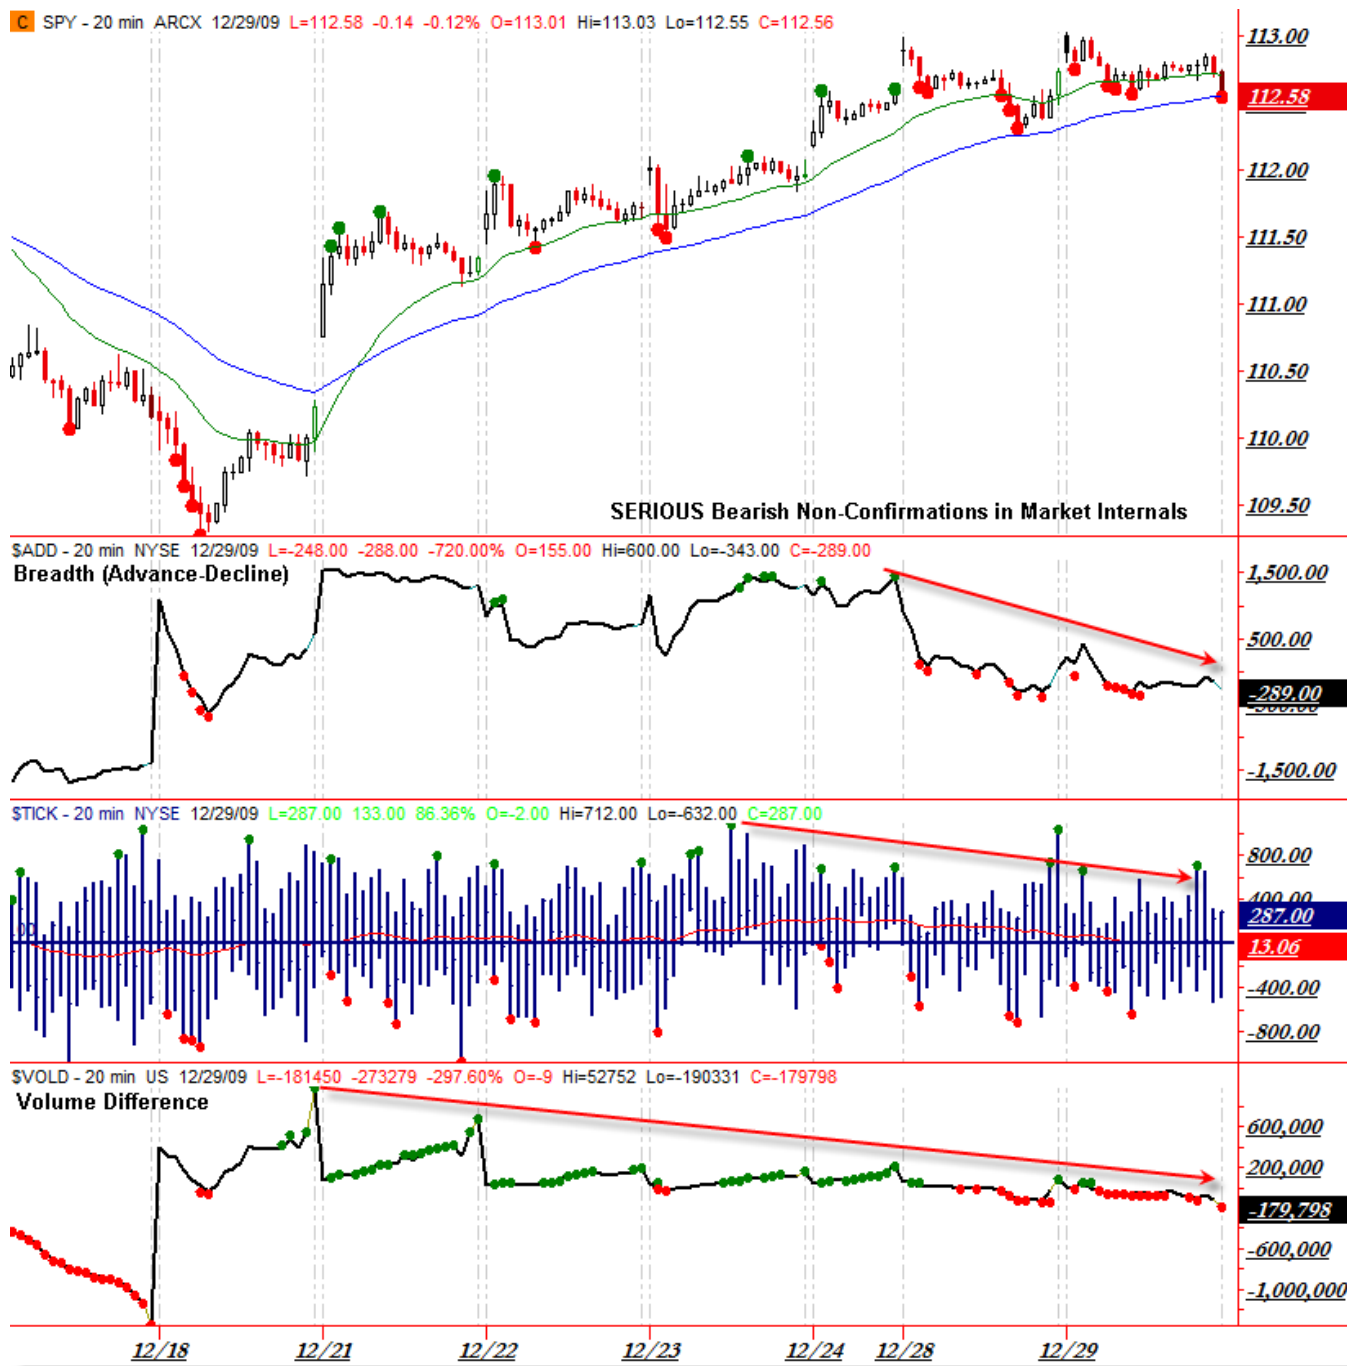 C SPY - 20 min ARCX 12/29/09 L=112.58 -0.14 -0.12% O=113.01 Hi=113.03 Lo=112.55 C=112.56
113.00
112.58
112.00
111.50
111.00
110.50
110.00
109.50
SERIOUS Bearish Non-Confirmations in Market Internals
$ADD - 20 min NYSE 12/29/09 L=-248.00 -288.00 -720.00% O=155.00 Hi=600.00 Lo=-343.00 C=-289.00
Breadth (Advance-Decline)
1,500.00
500.00
-289.00
-1,500.00
$TICK - 20 min NYSE 12/29/09 L=287.00 133.00 86.36% O=-2.00 Hi=712.00 Lo=-632.00 C=287.00
800.00
400.00
287.00
13.06
-400.00
-800.00
$VOLD - 20 min US 12/29/09 L=-181450 -273279 -297.60% O=-9 Hi=52752 Lo=-190331 C=-179798
Volume Difference
600,000
200,000
-179,798
-600,000
-1,000,000
12/18 12/21 12/22 12/23 12/24 12/28 12/29